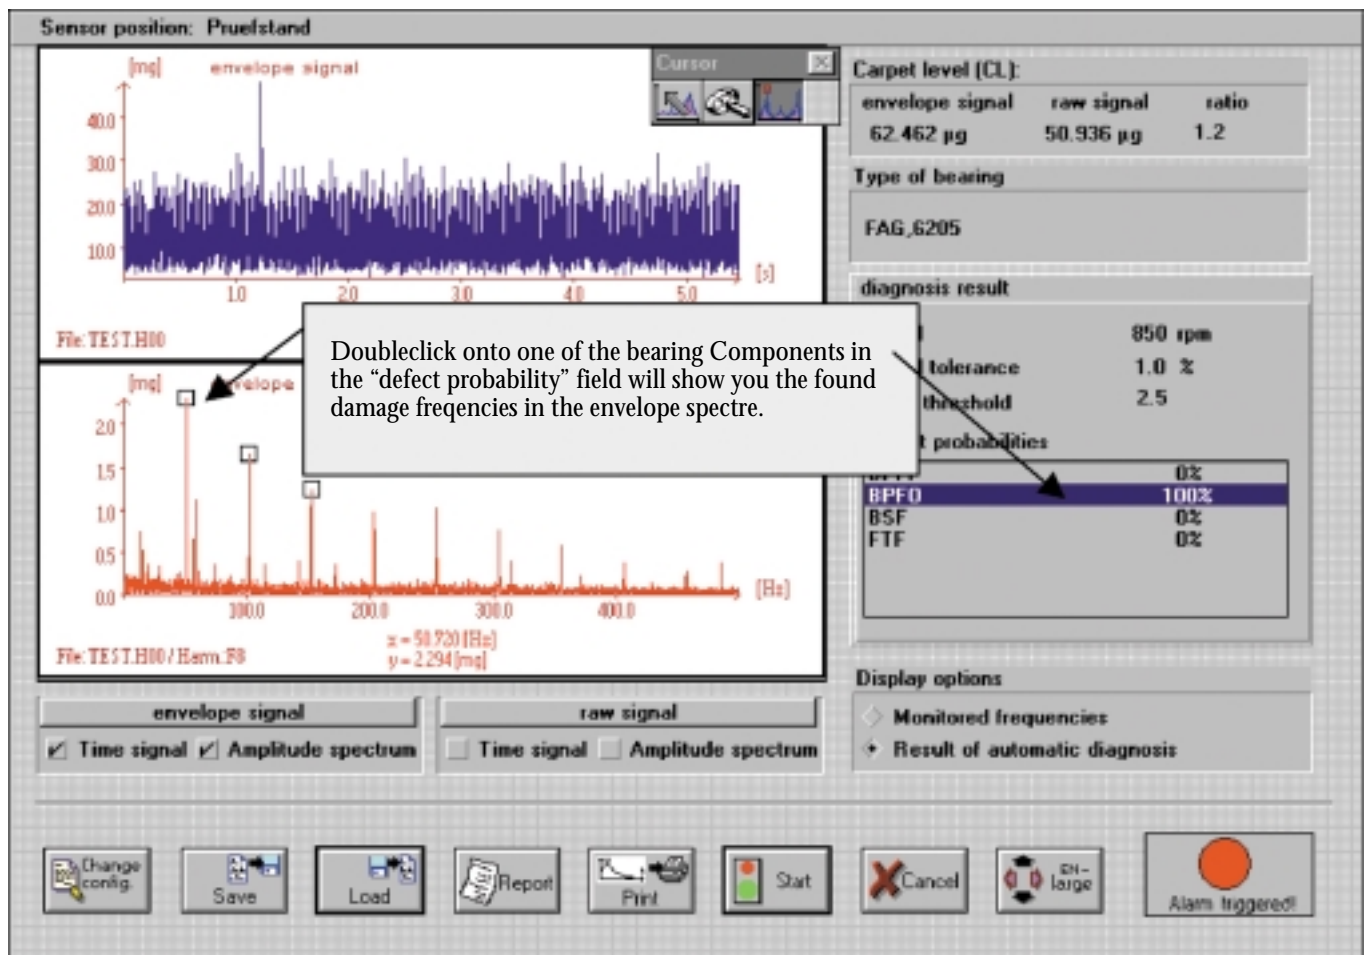 Sensor position: Pruefstand
[mg] envelope signal
40.0
30.0
20.0
10.0
1.0 2.0 3.0 4.0 5.0 [s]
File: TEST.H00
Cursor
Carpet level (CL):
envelope signal raw signal ratio
62.462 µg 50.936 µg 1.2
Type of bearing
FAG,6205
diagnosis result
850 rpm
tolerance 1.0 %
threshold 2.5
probabilities
0%
BPFO 100%
BSF 0%
FTF 0%
Doubleclick onto one of the bearing Components in
the “defect probability” field will show you the found
damage freqencies in the envelope spectre.
[mg]
2.0
1.5
1.0
0.5
0.0
100.0 200.0 300.0 400.0 [Hz]
x = 50.720 [Hz]
y = 2.294 [mg]
File: TEST.H00 / Harm.:F8
envelope signal
Time signal Amplitude spectrum
raw signal
Time signal Amplitude spectrum
Display options
Monitored frequencies
Result of automatic diagnosis
Change
config.
Save
Load
Report
Print
Start
Cancel
EN-
large
Alarm triggered!